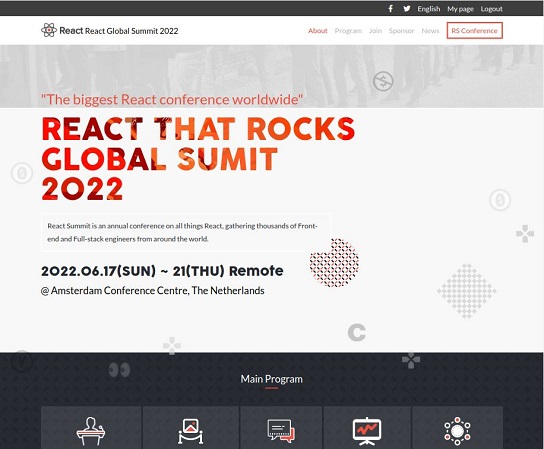 English My page Logout
React React Global Summit 2022
About Program Join Sponsor News RS Conference
"The biggest React conference worldwide"
REACT THAT ROCKS
GLOBAL SUMIT
2022
React Summit is an annual conference on all things React, gathering thousands of Front-
end and Full-stack engineers from around the world.
2022.06.17(SUN) ~ 21(THU) Remote
@ Amsterdam Conference Centre, The Netherlands
C
Main Program